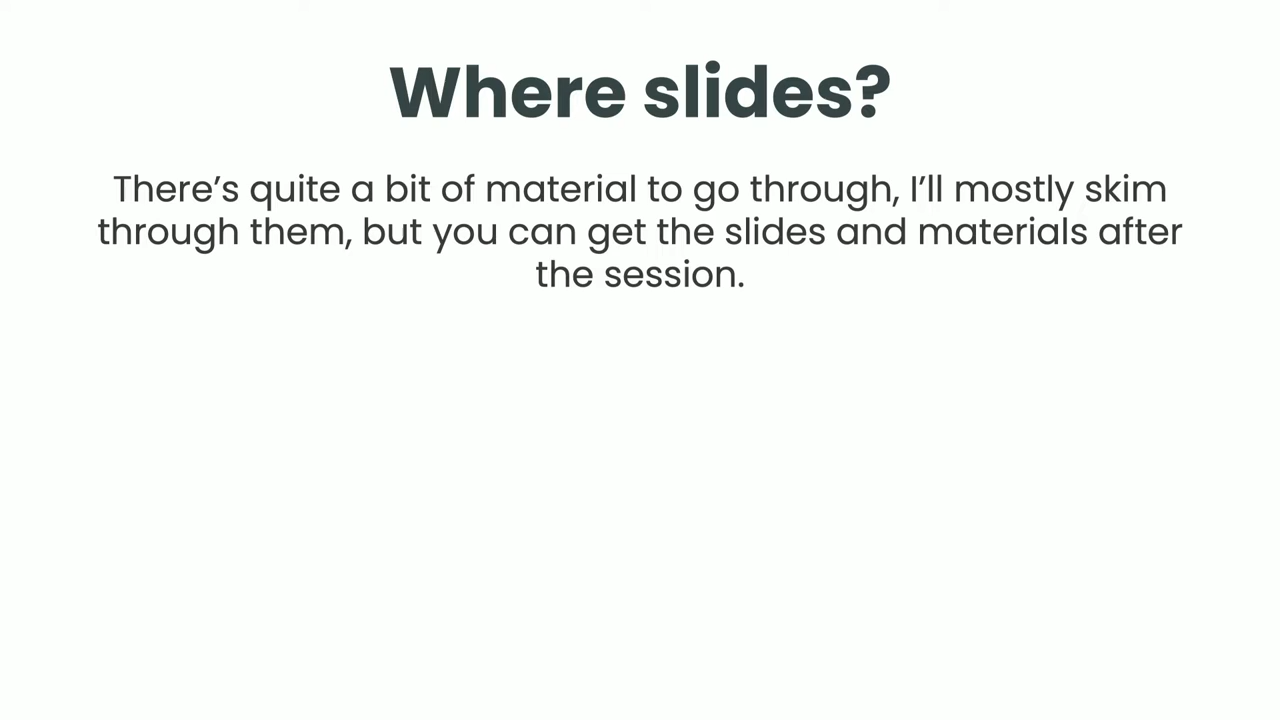 Where slides?
There’s quite a bit of material to go through, I’ll mostly skim
through them, but you can get the slides and materials after
the session.